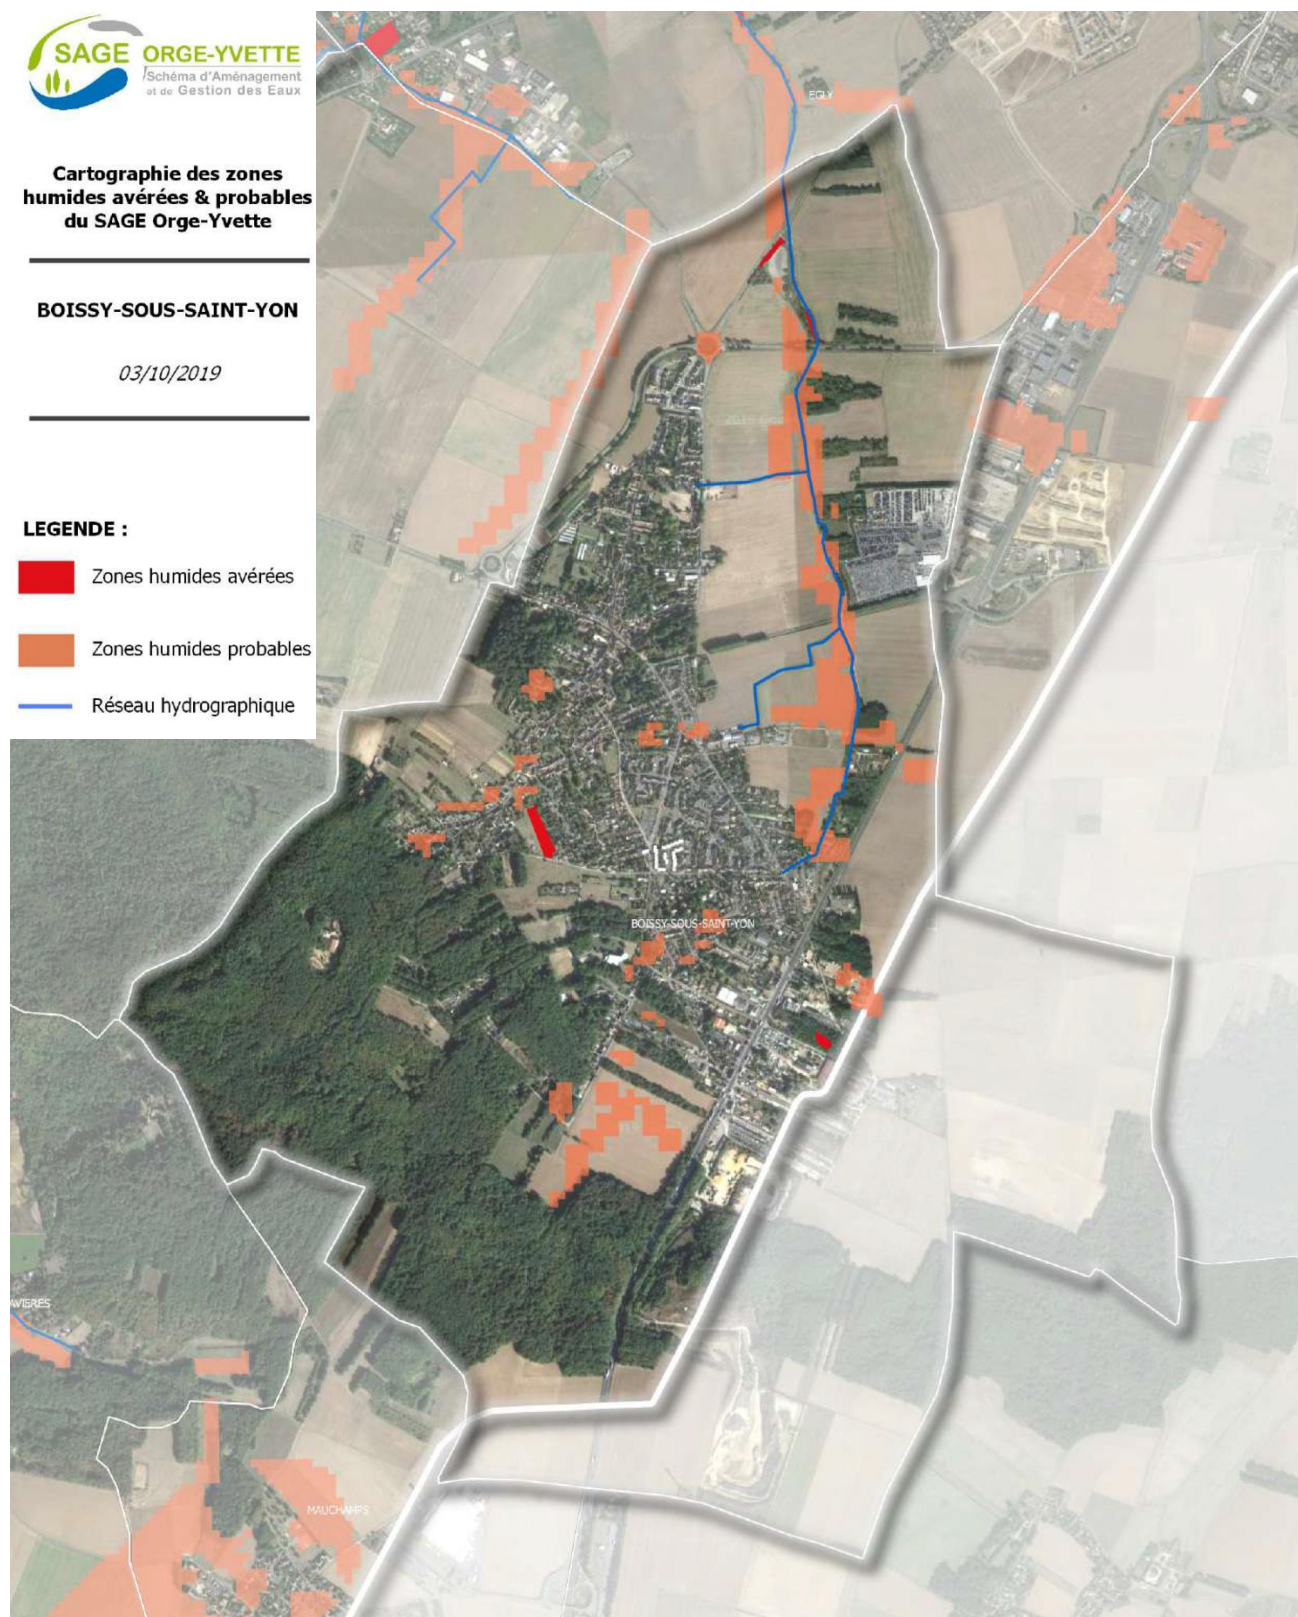 SAGE ORGE-YVETTE
Schéma d'Aménagement
et de Gestion des Eaux
Cartographie des zones
humides avérées & probables
du SAGE Orge-Yvette
BOISSY-SOUS-SAINT-YON
03/10/2019
LEGENDE :
Zones humides avérées
Zones humides probables
Réseau hydrographique
EGLY
BOISSY-SOUS-SAINT-YON
AVIERES
MAUCHAMPS